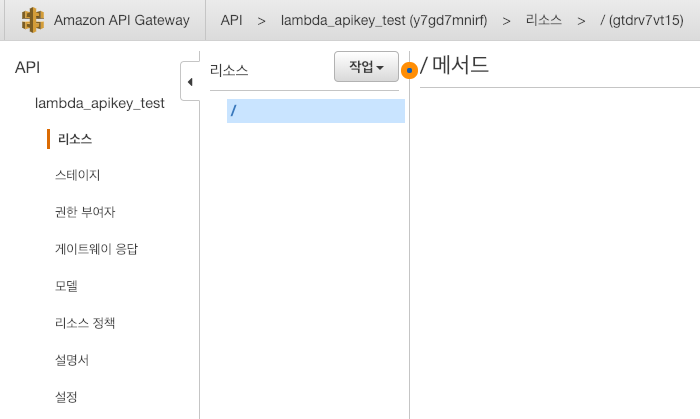 Amazon API Gateway API > lambda_apikey_test (y7gd7mnirf) > 리소스 > / (gtdrv7vt15)
API
lambda_apikey_test
리소스
스테이지
권한 부여자
게이트웨이 응답
모델
리소스 정책
설명서
설정
리소스 작업
/
/ 메서드